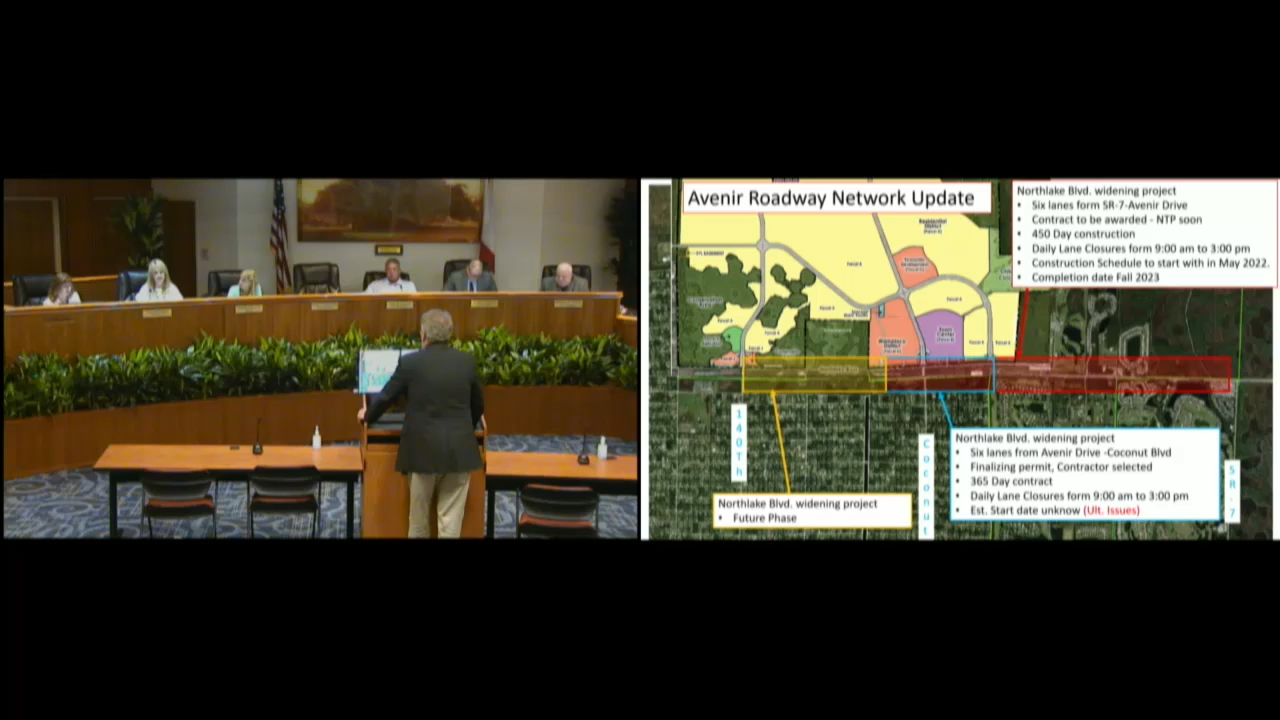 Avenir Roadway Network Update
Northlake Blvd. widening project
• Six lanes form SR-7-Avenir Drive
• Contract to be awarded - NTP soon
• 450 Day construction
• Daily Lane Closures form 9:00 am to 3:00 pm
• Construction Schedule to start with in May 2022.
• Completion date Fall 2023
140Th
Coconut
SR-7
Northlake Blvd. widening project
• Six lanes from Avenir Drive -Coconut Blvd
• Finalizing permit, Contractor selected
• 365 Day contract
• Daily Lane Closures form 9:00 am to 3:00 pm
• Est. Start date unknow (Ult. Issues)
Northlake Blvd. widening project
• Future Phase